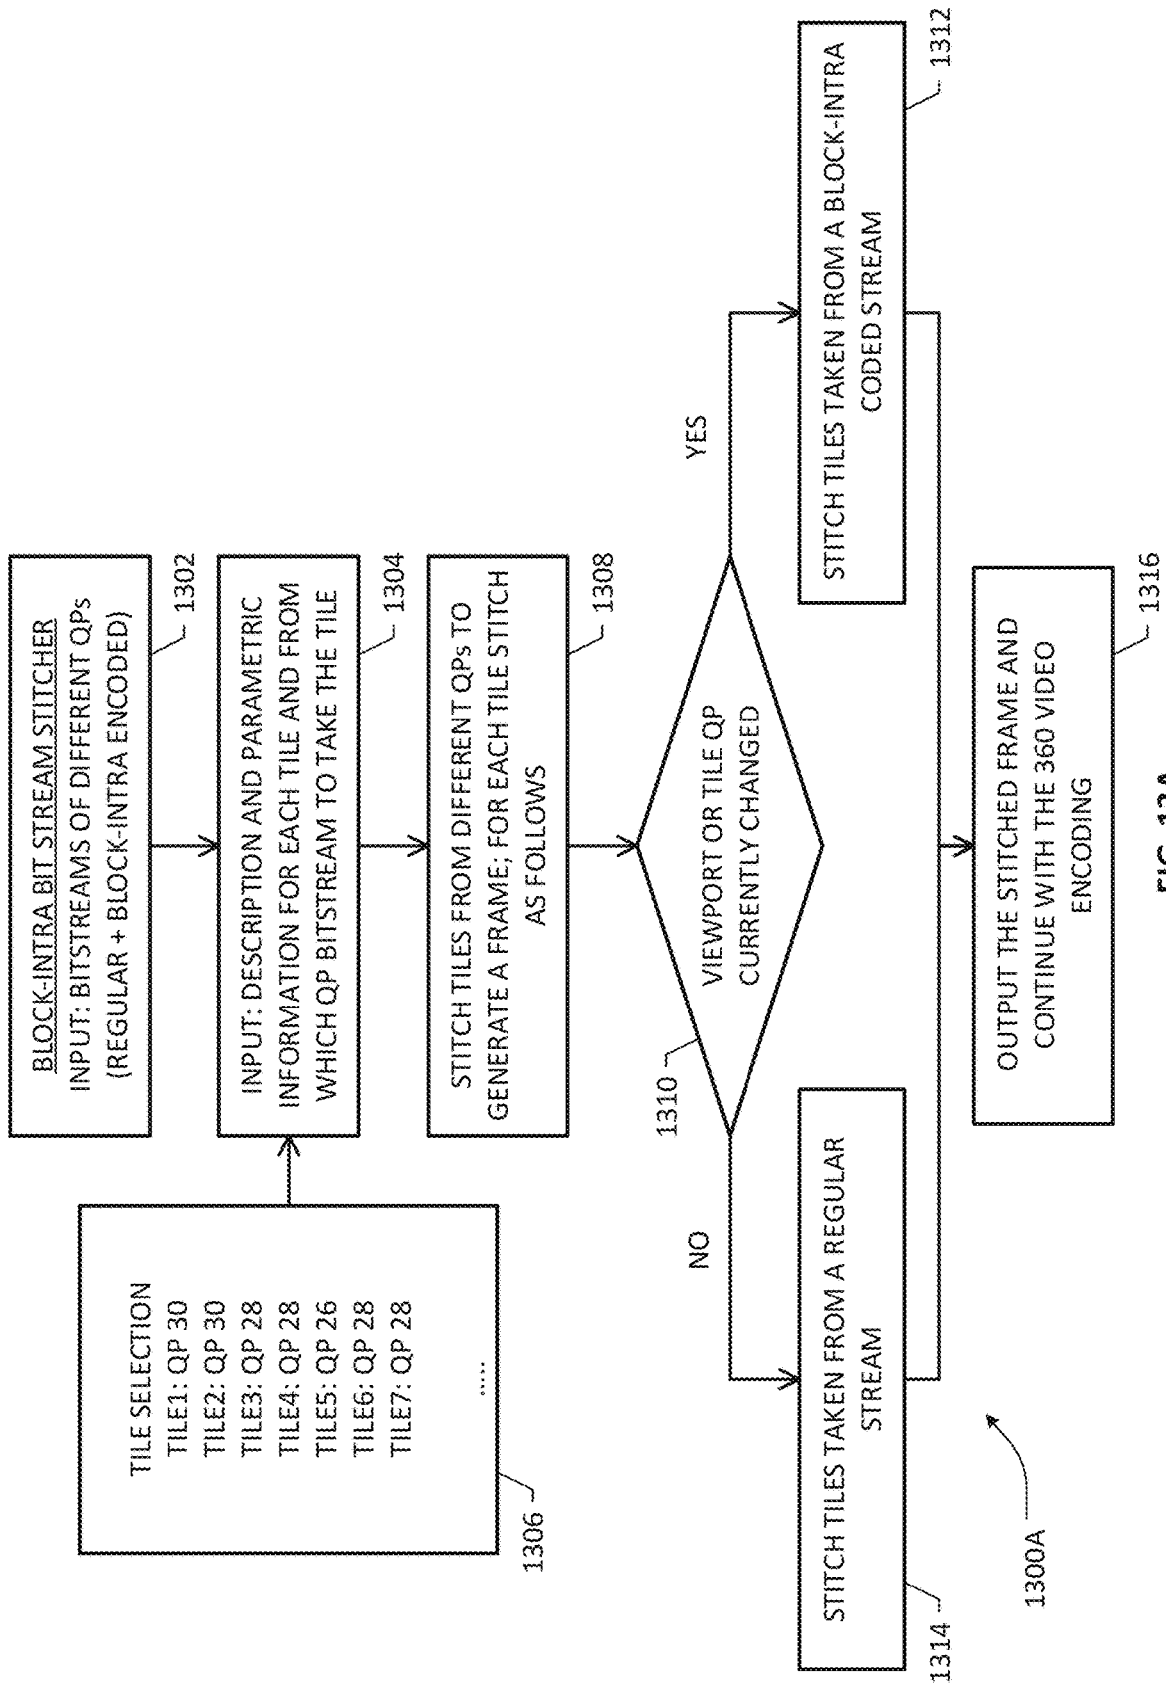 BLOCK-INTRA BIT STREAM STITCHER
INPUT: BITSTREAMS OF DIFFERENT QPs
(REGULAR + BLOCK-INTRA ENCODED)
1302
TILE SELECTION
TILE1: QP 30
TILE2: QP 30
TILE3: QP 28
TILE4: QP 28
TILE5: QP 26
TILE6: QP 28
TILE7: QP 28
.....
1306
INPUT: DESCRIPTION AND PARAMETRIC
INFORMATION FOR EACH TILE AND FROM
WHICH QP BITSTREAM TO TAKE THE TILE
1304
STITCH TILES FROM DIFFERENT QPs TO
GENERATE A FRAME; FOR EACH TILE STITCH
AS FOLLOWS
1308
1310
VIEWPORT OR TILE QP
CURRENTLY CHANGED
NO
YES
STITCH TILES TAKEN FROM A REGULAR
STREAM
1314
STITCH TILES TAKEN FROM A BLOCK-INTRA
CODED STREAM
1312
OUTPUT THE STITCHED FRAME AND
CONTINUE WITH THE 360 VIDEO
ENCODING
1316
1300A
FIG. 13A